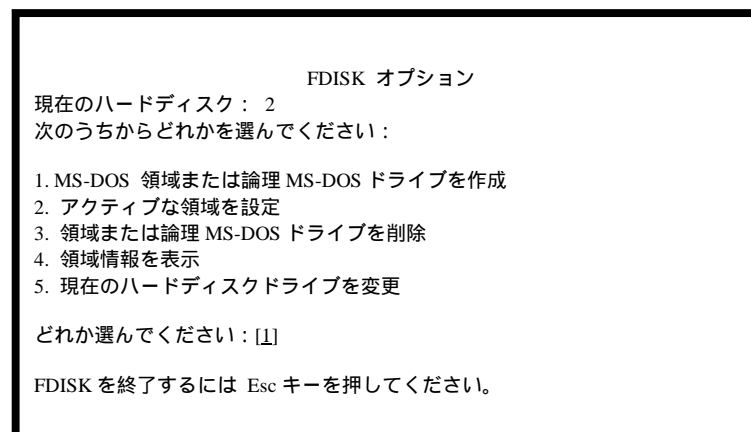 FDISK オプション
現在のハードディスク： 2
次のうちからどれかを選んでください：
1. MS-DOS 領域または論理 MS-DOS ドライブを作成
2. アクティブな領域を設定
3. 領域または論理 MS-DOS ドライブを削除
4. 領域情報を表示
5. 現在のハードディスクドライブを変更
どれか選んでください：[1]
FDISK を終了するには Esc キーを押してください。